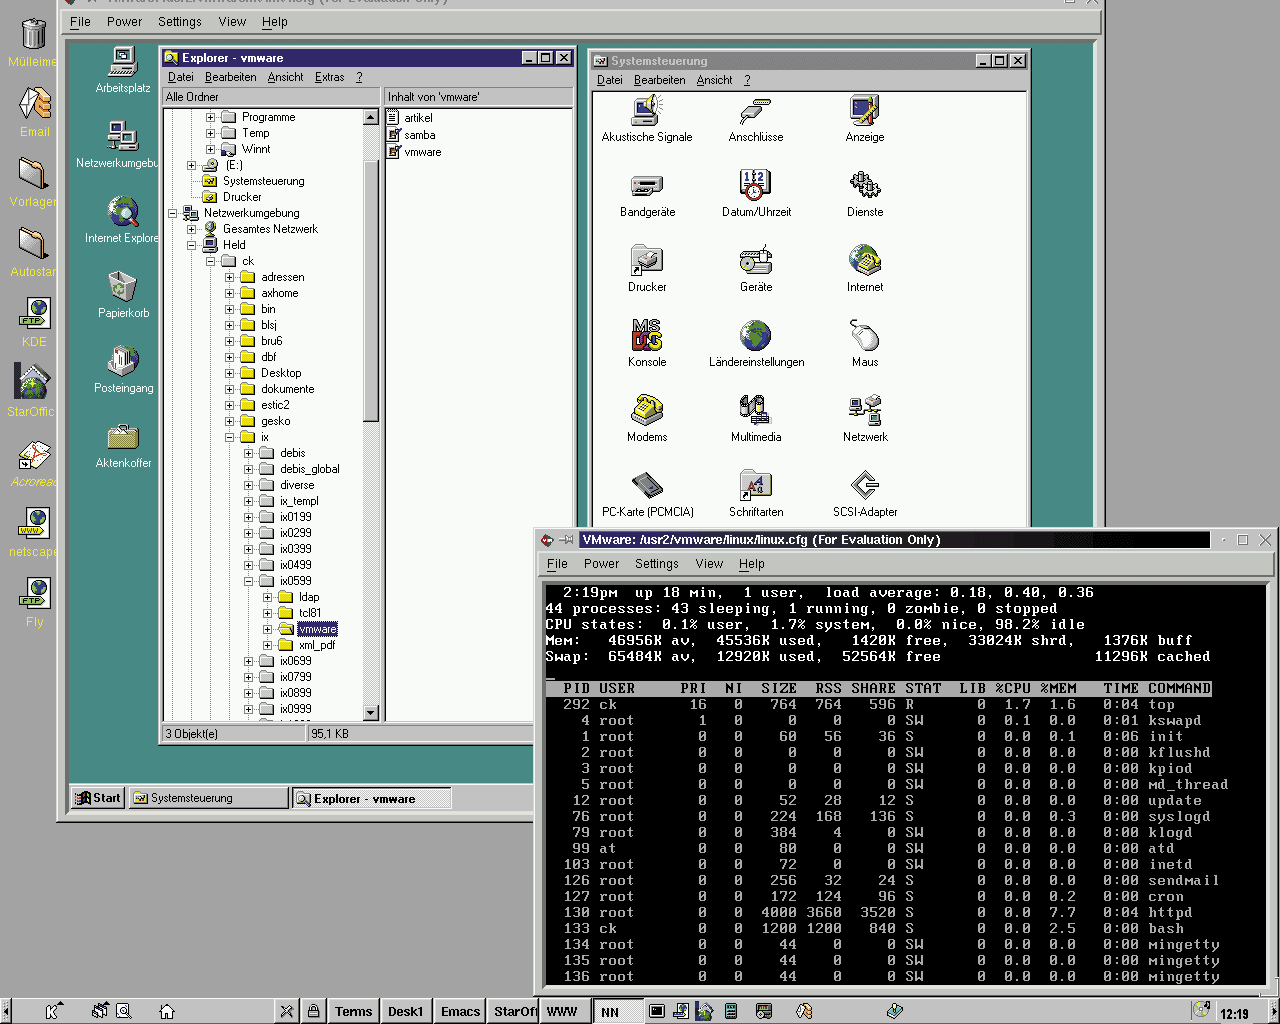 File Power Settings View Help
Mülleime
Email
Vorlagen
Autostar
FTP
KDE
StarOffic
Acroread
www
netscape
FTP
Fly
Arbeitsplatz
Netzwerkumgebu
Internet Explore
Papierkorb
Posteingang
Aktenkoffer
Explorer - vmware
Datei Bearbeiten Ansicht Extras ?
Alle Ordner
Inhalt von 'vmware'
Programme
Temp
Winnt
(E:)
Systemsteuerung
Drucker
Netzwerkumgebung
Gesamtes Netzwerk
Held
ck
adressen
axhome
bin
blsj
bru6
dbf
Desktop
dokumente
estic2
gesko
ix
debis
debis_global
diverse
ix_templ
ix0199
ix0299
ix0399
ix0499
ix0599
ldap
tcl81
vmware
xml_pdf
ix0699
ix0799
ix0899
ix0999
artikel
samba
vmware
3 Objekt(e)
95,1 KB
Systemsteuerung
Datei Bearbeiten Ansicht ?
Akustische Signale Anschlüsse Anzeige
Bandgeräte Datum/Uhrzeit Dienste
Drucker Geräte Internet
Konsole Ländereinstellungen Maus
Modems Multimedia Netzwerk
PC-Karte (PCMCIA) Schriftarten SCSI-Adapter
Start Systemsteuerung Explorer - vmware
VMware: /usr2/vmware/linux/linux.cfg (For Evaluation Only)
File Power Settings View Help
2:19pm up 18 min, 1 user, load average: 0.18, 0.40, 0.36
44 processes: 43 sleeping, 1 running, 0 zombie, 0 stopped
CPU states: 0.1% user, 1.7% system, 0.0% nice, 98.2% idle
Mem: 46956K av, 45536K used, 1420K free, 33024K shrd, 1376K buff
Swap: 65484K av, 12920K used, 52564K free 11296K cached
PID USER PRI NI SIZE RSS SHARE STAT LIB %CPU %MEM TIME COMMAND
292 ck 16 0 764 764 596 R 0 1.7 1.6 0:04 top
4 root 1 0 0 0 0 SW 0 0.1 0.0 0:01 kswapd
1 root 0 0 60 56 36 S 0 0.0 0.1 0:06 init
2 root 0 0 0 0 0 SW 0 0.0 0.0 0:00 kflushd
3 root 0 0 0 0 0 SW 0 0.0 0.0 0:00 kpiod
5 root 0 0 0 0 0 SW 0 0.0 0.0 0:00 md_thread
12 root 0 0 52 28 12 S 0 0.0 0.0 0:00 update
76 root 0 0 224 168 136 S 0 0.0 0.3 0:00 syslogd
79 root 0 0 384 4 0 SW 0 0.0 0.0 0:00 klogd
99 at 0 0 80 0 0 SW 0 0.0 0.0 0:00 atd
103 root 0 0 72 0 0 SW 0 0.0 0.0 0:00 inetd
126 root 0 0 256 32 24 S 0 0.0 0.0 0:00 sendmail
127 root 0 0 172 124 96 S 0 0.0 0.2 0:00 cron
130 root 0 0 4000 3660 3520 S 0 0.0 7.7 0:04 httpd
133 ck 0 0 1200 1200 840 S 0 0.0 2.5 0:00 bash
134 root 0 0 44 0 0 SW 0 0.0 0.0 0:00 mingetty
135 root 0 0 44 0 0 SW 0 0.0 0.0 0:00 mingetty
136 root 0 0 44 0 0 SW 0 0.0 0.0 0:00 mingetty
Terms Desk1 Emacs StarOff WWW NN 12:19